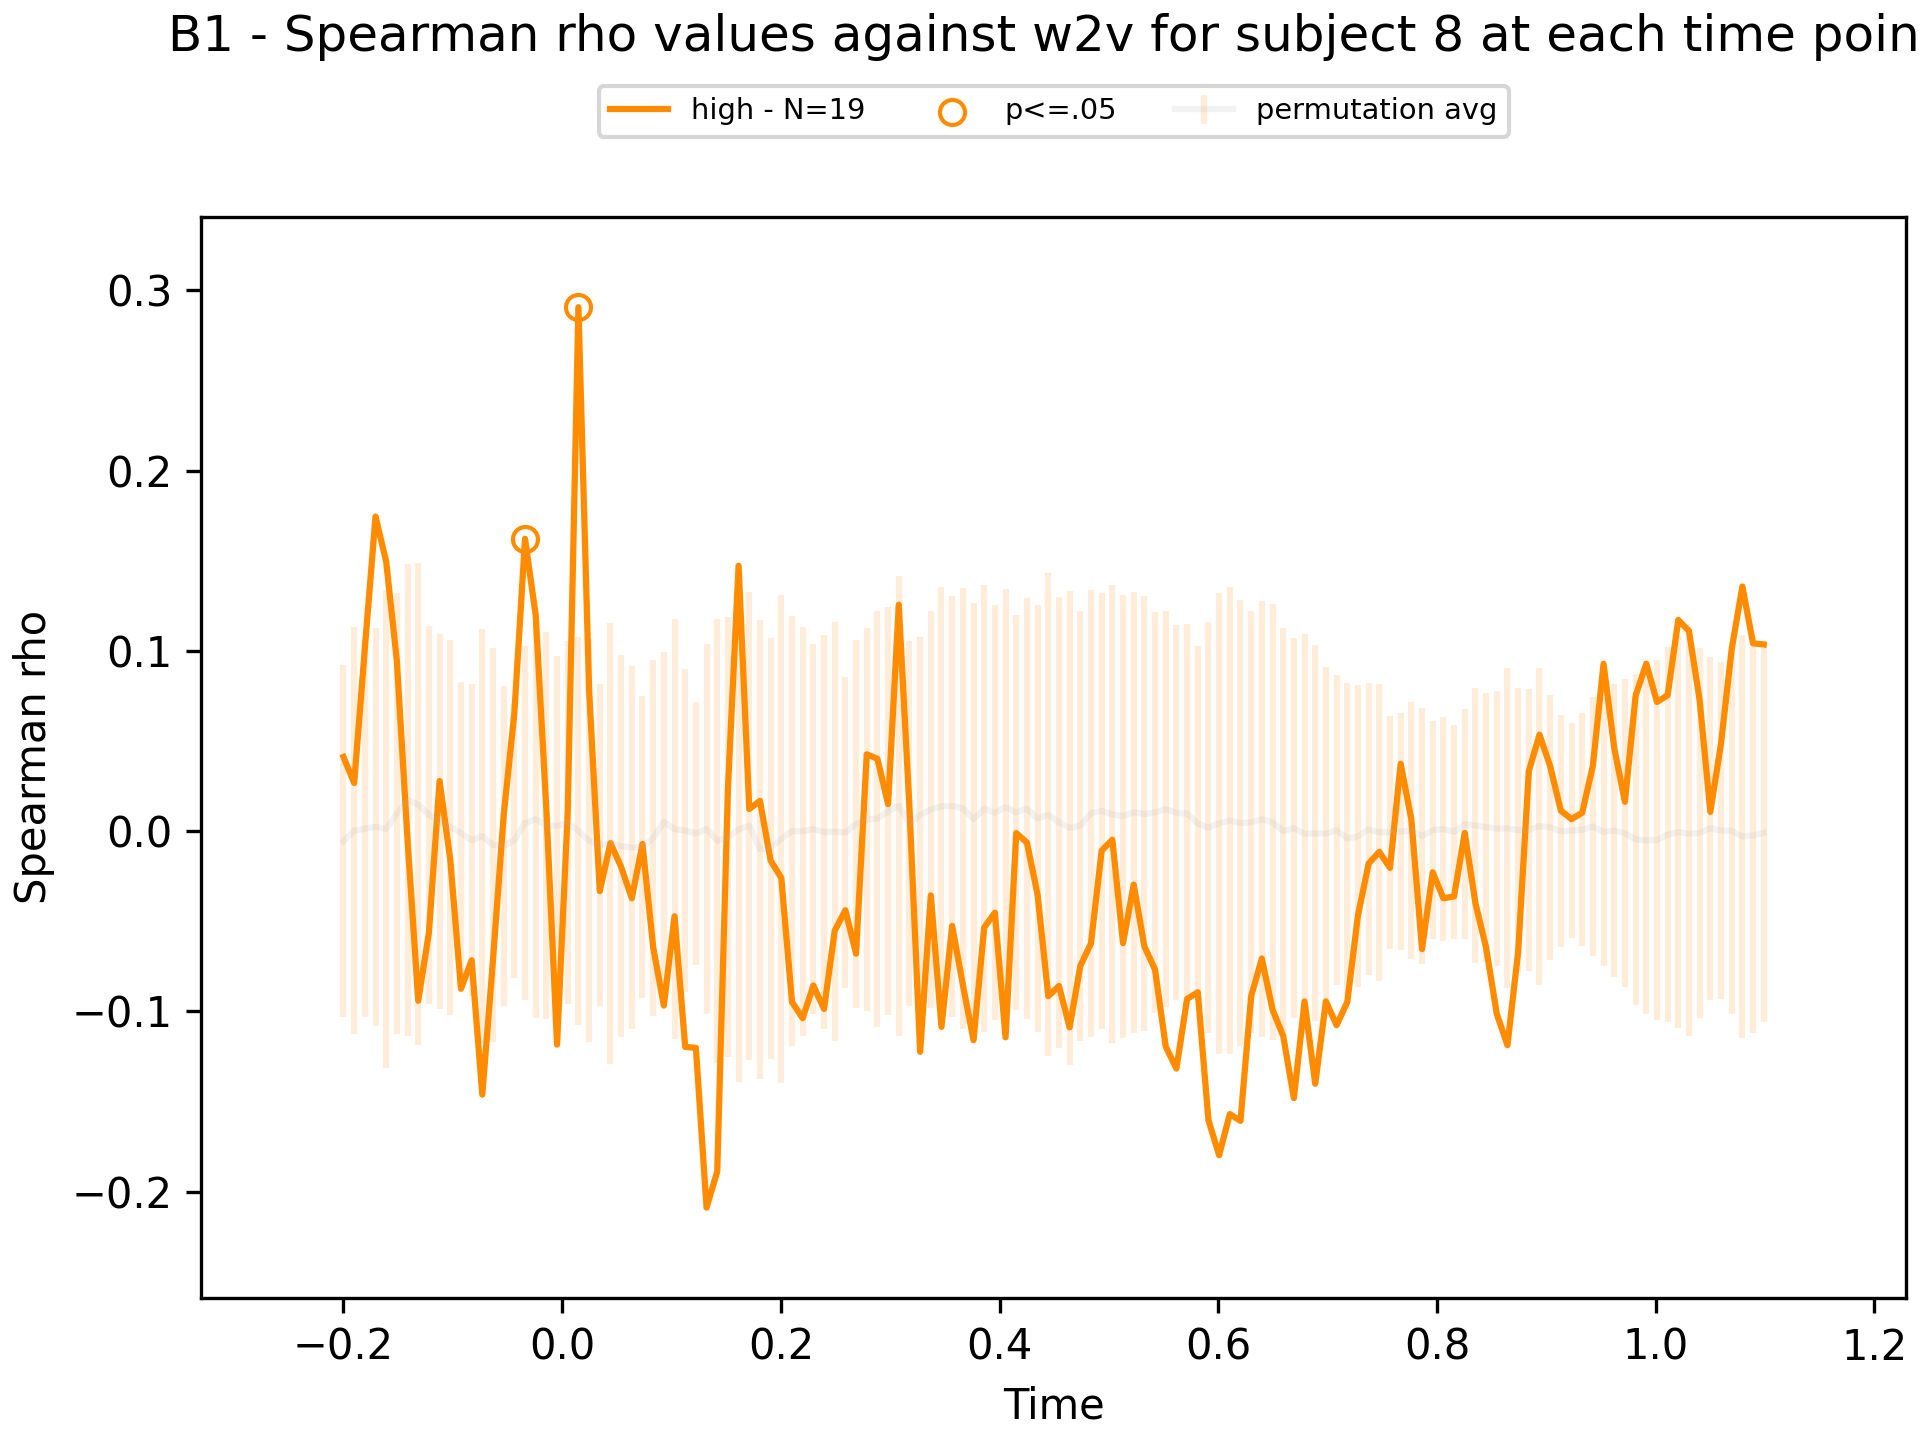 B1 - Spearman rho values against w2v for subject 8 at each time poin
high - N=19 p<=.05 permutation avg
Spearman rho
0.3
0.2
0.1
0.0
−0.1
−0.2
−0.2 0.0 0.2 0.4 0.6 0.8 1.0 1.2
Time